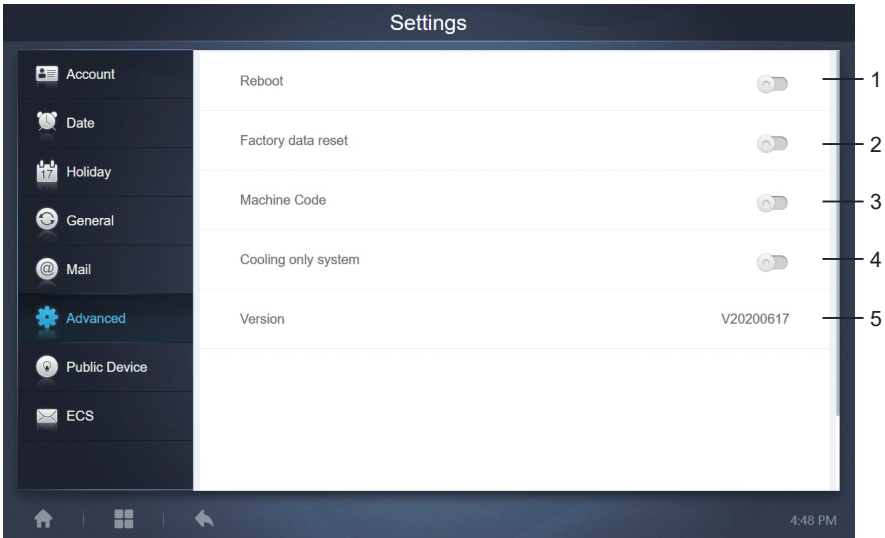 Settings
Account
Date
17
Holiday
General
@
Mail
Advanced
Public Device
ECS
Reboot
1
Factory data reset
2
Machine Code
3
Cooling only system
4
Version V20200617
5
4:48 PM